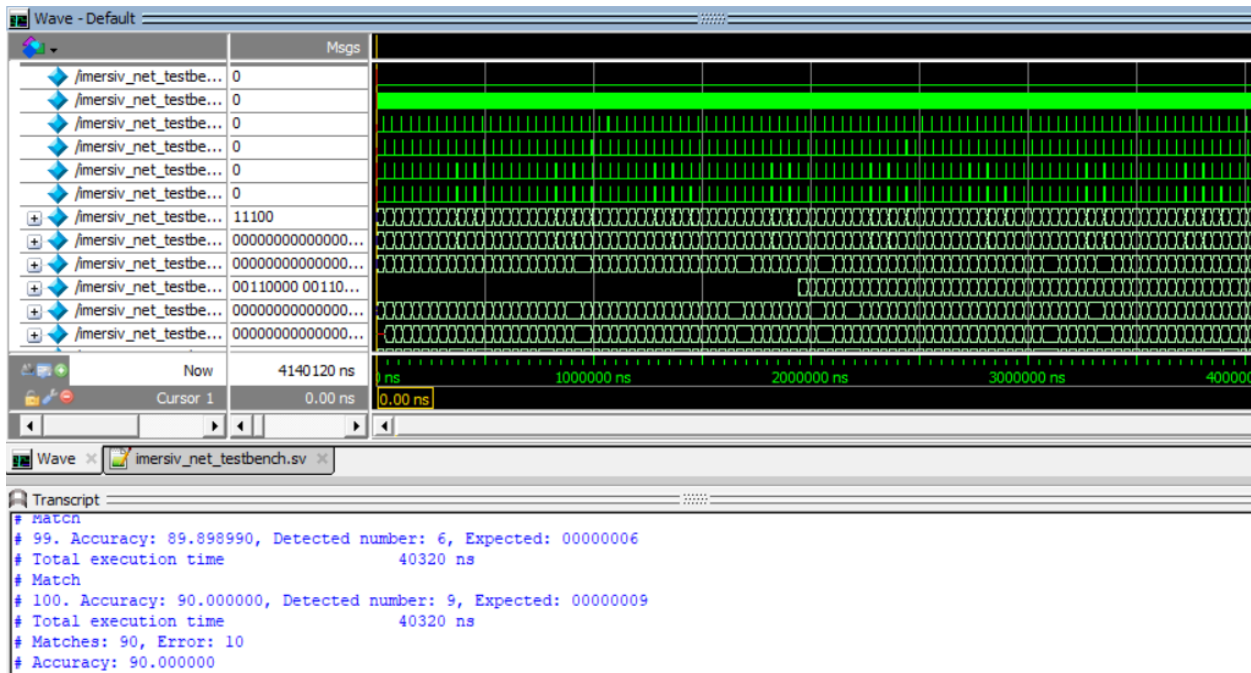 Wave - Default
Msgs
/imersiv_net_testbe... 0
/imersiv_net_testbe... 0
/imersiv_net_testbe... 0
/imersiv_net_testbe... 0
/imersiv_net_testbe... 0
/imersiv_net_testbe... 0
/imersiv_net_testbe... 11100
/imersiv_net_testbe... 00000000000000...
/imersiv_net_testbe... 00000000000000...
/imersiv_net_testbe... 00110000 00110...
/imersiv_net_testbe... 00000000000000...
/imersiv_net_testbe... 00000000000000...
Now 4140120 ns ns 1000000 ns 2000000 ns 3000000 ns 400000
Cursor 1 0.00 ns 0.00 ns
Wave imersiv_net_testbench.sv
Transcript
# Match
# 99. Accuracy: 89.898990, Detected number: 6, Expected: 00000006
# Total execution time 40320 ns
# Match
# 100. Accuracy: 90.000000, Detected number: 9, Expected: 00000009
# Total execution time 40320 ns
# Matches: 90, Error: 10
# Accuracy: 90.000000